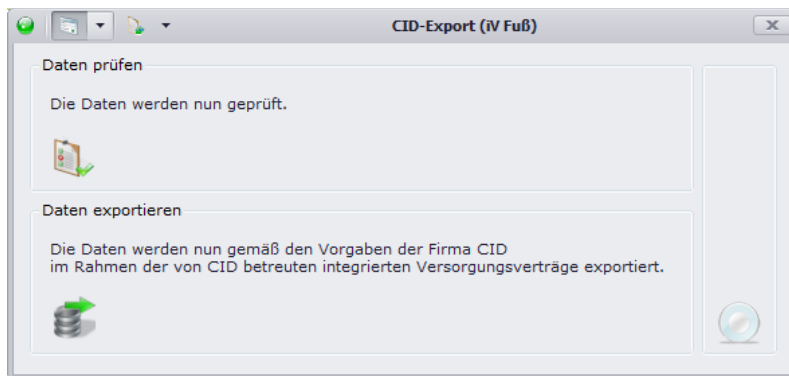 CID-Export (iV Fuß)
Daten prüfen
Die Daten werden nun geprüft.
Daten exportieren
Die Daten werden nun gemäß den Vorgaben der Firma CID
im Rahmen der von CID betreuten integrierten Versorgungsverträge exportiert.